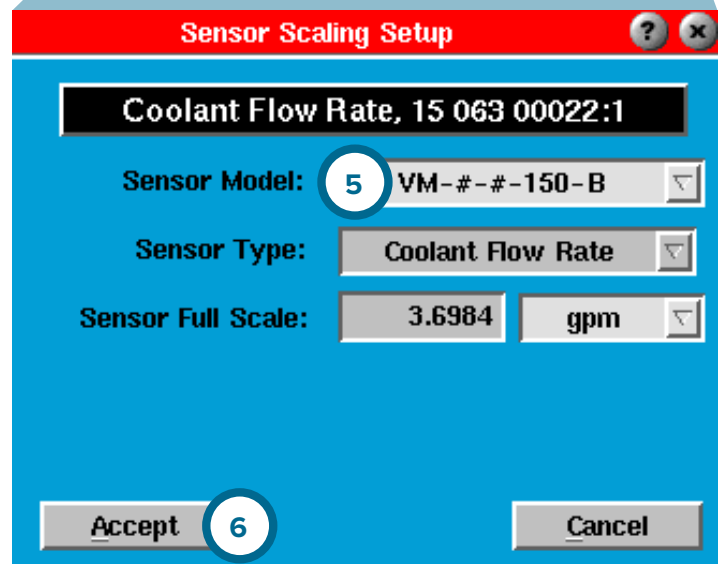 Sensor Scaling Setup ? x
Coolant Flow Rate, 15 063 00022:1
Sensor Model: 5 VM-#-#-150-B
Sensor Type: Coolant Flow Rate
Sensor Full Scale: 3.6984 gpm
Accept 6 Cancel